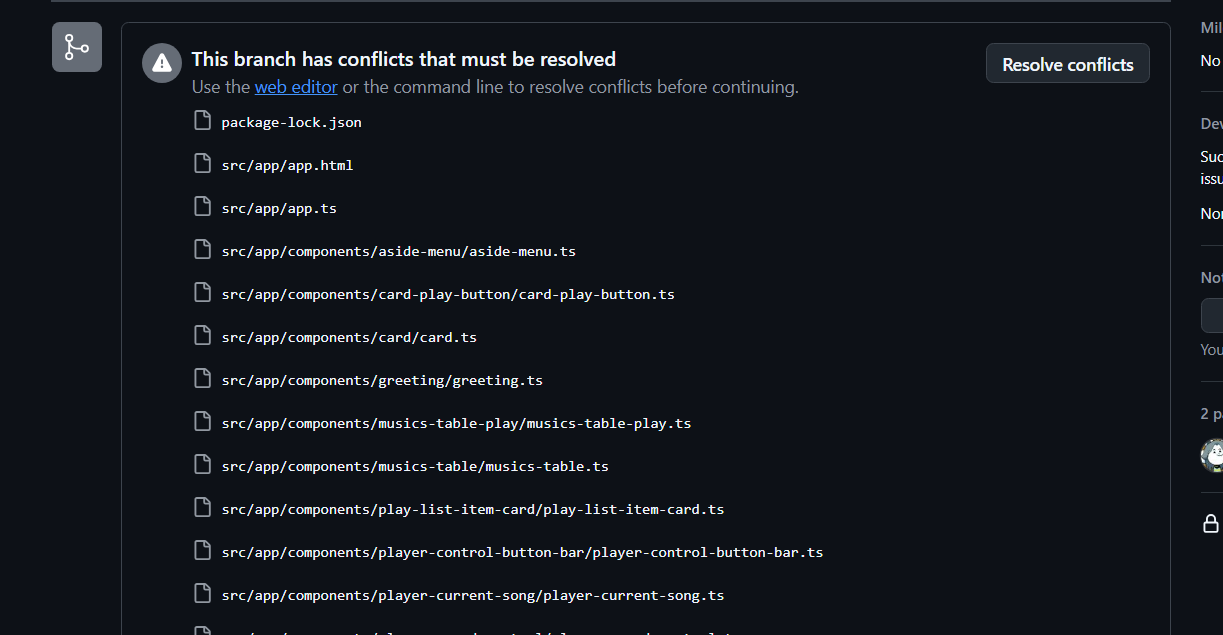 This branch has conflicts that must be resolved
Resolve conflicts
Use the web editor or the command line to resolve conflicts before continuing.
package-lock.json
src/app/app.html
src/app/app.ts
src/app/components/aside-menu/aside-menu.ts
src/app/components/card-play-button/card-play-button.ts
src/app/components/card/card.ts
src/app/components/greeting/greeting.ts
src/app/components/musics-table-play/musics-table-play.ts
src/app/components/musics-table/musics-table.ts
src/app/components/play-list-item-card/play-list-item-card.ts
src/app/components/player-control-button-bar/player-control-button-bar.ts
src/app/components/player-current-song/player-current-song.ts
Mil
No
Dev
Suc
issu
Nor
Not
You
2 pa